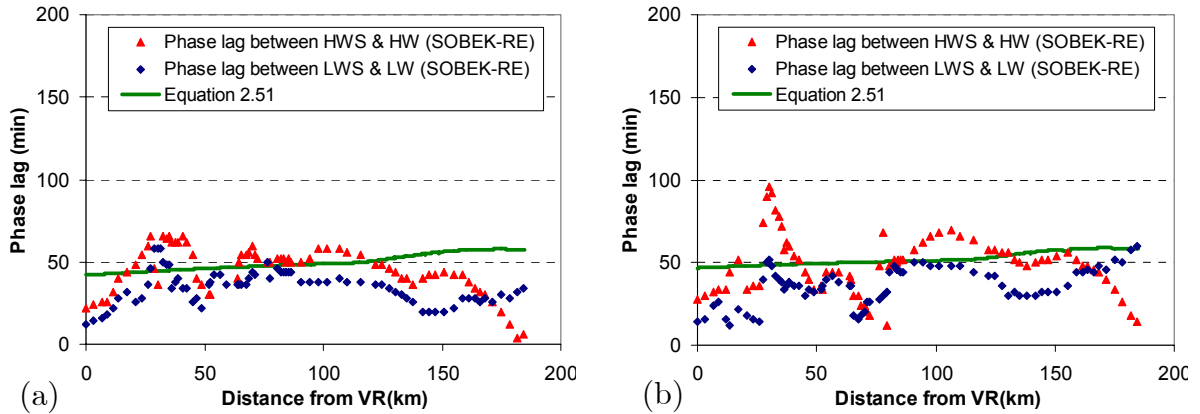 200
150
100
50
0
Phase lag (min)
Phase lag between HWS & HW (SOBEK-RE)
Phase lag between LWS & LW (SOBEK-RE)
Equation 2.51
0 50 100 150 200
Distance from VR(km)
(a)
200
150
100
50
0
Phase lag (min)
Phase lag between HWS & HW (SOBEK-RE)
Phase lag between LWS & LW (SOBEK-RE)
Equation 2.51
0 50 100 150 200
Distance from VR(km)
(b)